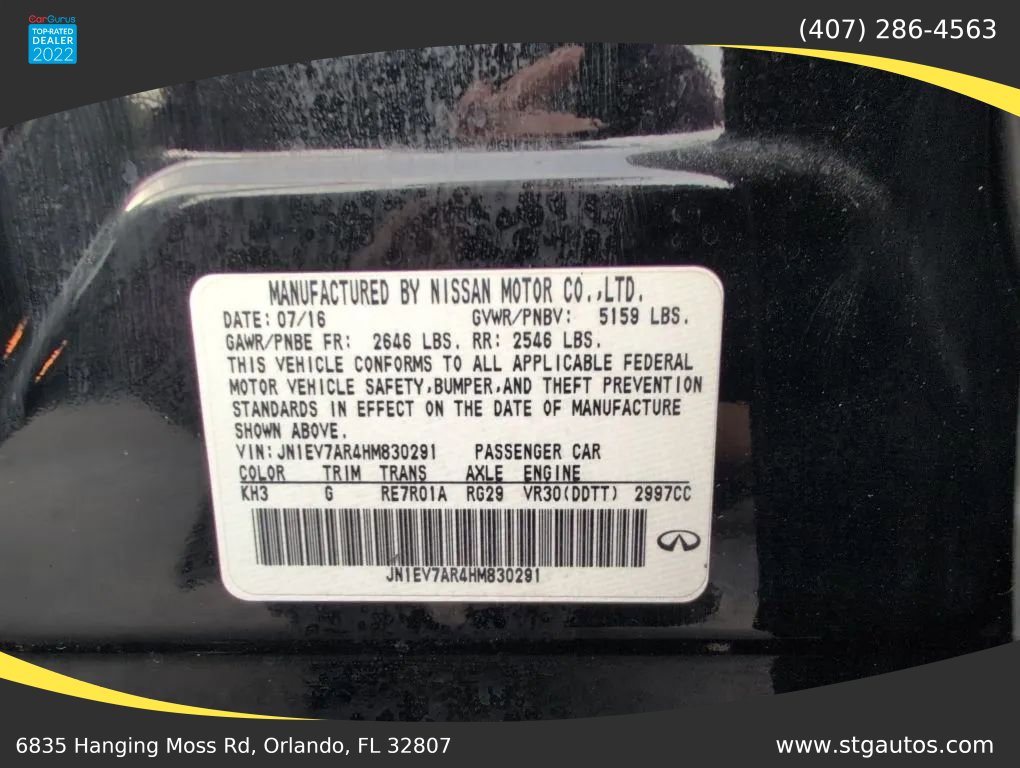 CarGurus
TOP-RATED
DEALER
2022
(407) 286-4563
MANUFACTURED BY NISSAN MOTOR CO.,LTD.
DATE: 07/16 GVWR/PNBV: 5159 LBS.
GAWR/PNBE FR: 2646 LBS. RR: 2546 LBS.
THIS VEHICLE CONFORMS TO ALL APPLICABLE FEDERAL
MOTOR VEHICLE SAFETY,BUMPER,AND THEFT PREVENTION
STANDARDS IN EFFECT ON THE DATE OF MANUFACTURE
SHOWN ABOVE.
VIN: JN1EV7AR4HM830291 PASSENGER CAR
COLOR TRIM TRANS AXLE ENGINE
KH3 G RE7R01A RG29 VR30(DDTT) 2997CC
JN1EV7AR4HM830291
6835 Hanging Moss Rd, Orlando, FL 32807
www.stgautos.com